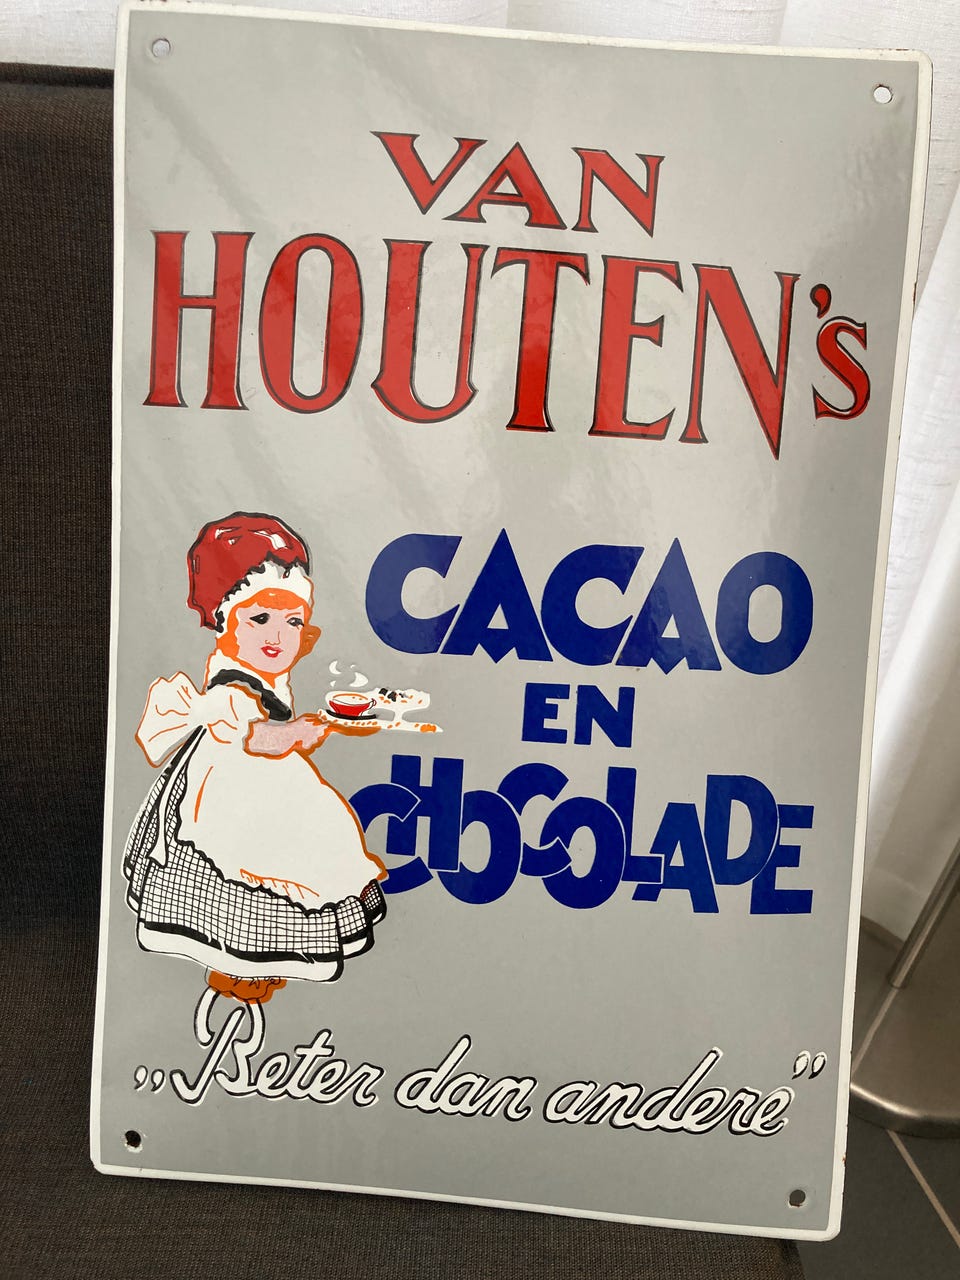 VAN
HOUTEN's
CACAO
EN
CHOCOLADE
„Beter dan andere”